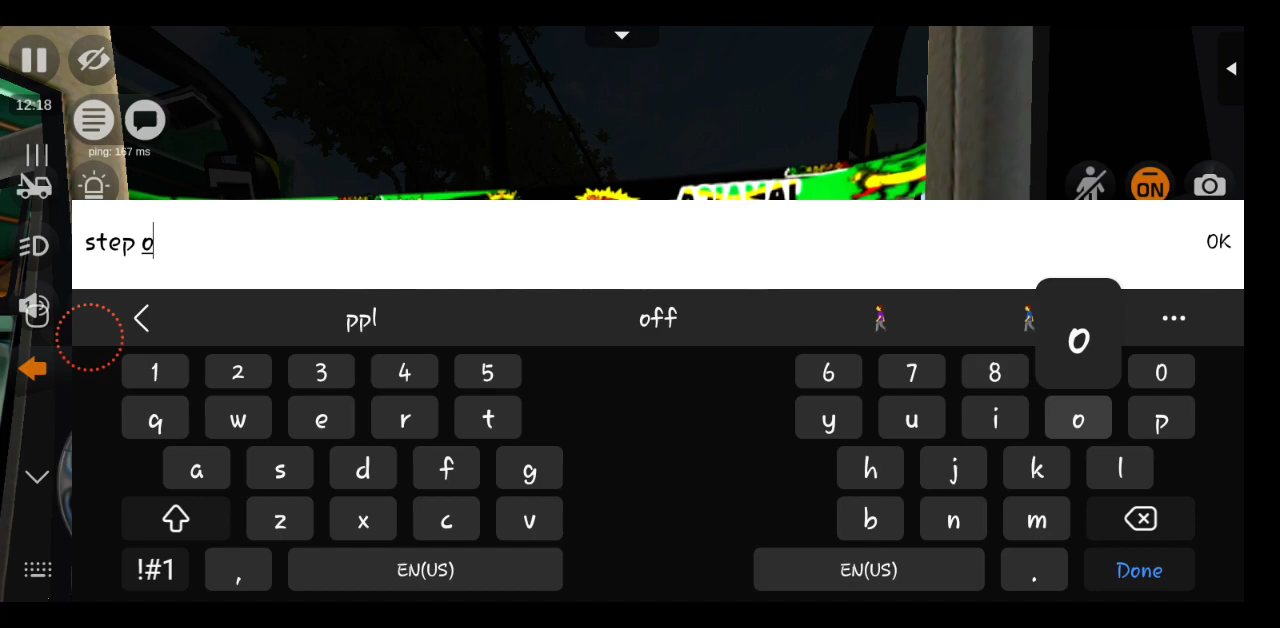 12:18
ping: 167 ms
ON
step o
OK
ppl off
o
1 2 3 4 5 6 7 8 0
q w e r t y u i o p
a s d f g h j k l
z x c v b n m
!#1 , EN(US) EN(US) . Done